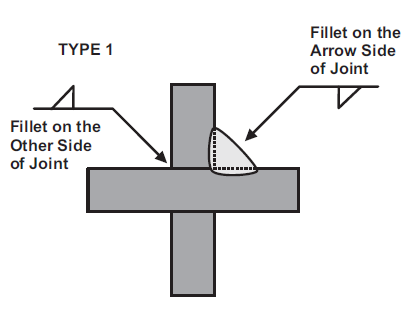 TYPE 1
Fillet on the
Arrow Side
of Joint
Fillet on the
Other Side
of Joint